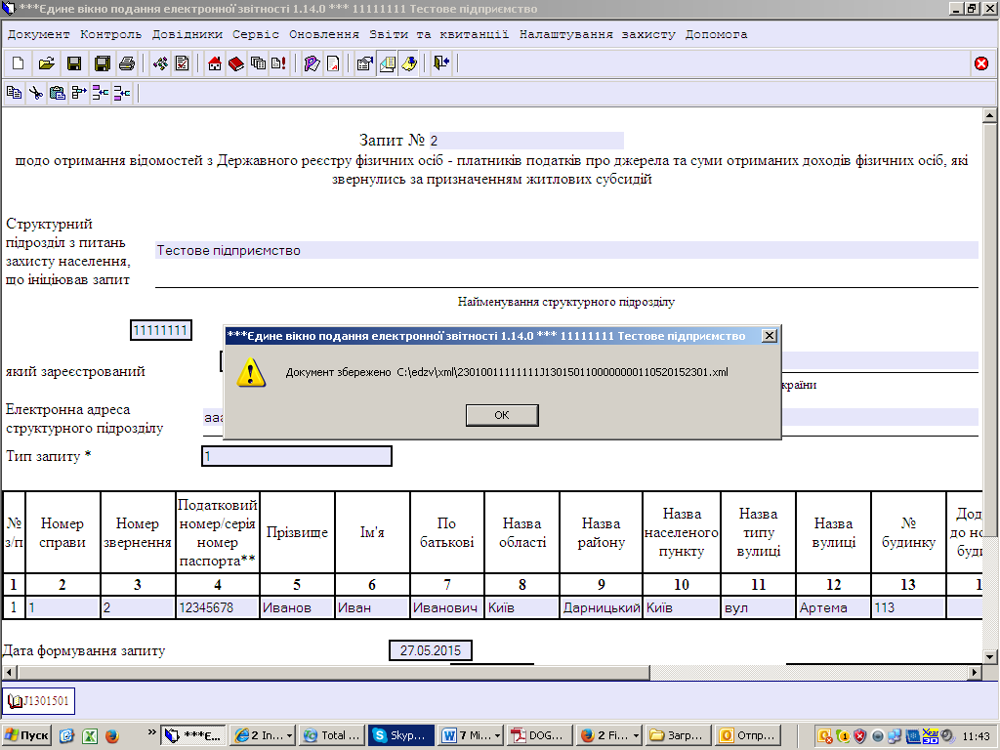 ***Єдине вікно подання електронної звітності 1.14.0 *** 11111111 Тестове підприємство
Документ Контроль Довідники Сервіс Оновлення Звіти та квитанції Налаштування захисту Допомога
Запит № 2
щодо отримання відомостей з Державного реєстру фізичних осіб - платників податків про джерела та суми отриманих доходів фізичних осіб, які
звернулись за призначенням житлових субсидій
Структурний
підрозділ з питань
захисту населення,
що ініціював запит
Тестове підприємство
Найменування структурного підрозділу
11111111
***Єдине вікно подання електронної звітності 1.14.0 *** 11111111 Тестове підприємство
Документ збережено C:\edzv\xml\23010011111111J1301501100000000110520152301.xml
OK
який зареєстрований
країни
Електронна адреса
структурного підрозділу
ааа
Тип запиту * 1
№ з/п
Номер справи
Номер звернення
Податковий номер/серія номер паспорта**
Прізвище
Ім'я
По батькові
Назва області
Назва району
Назва населеного пункту
Назва типу вулиці
Назва вулиці
№ будинку
Дод до но буди
1 2 3 4 5 6 7 8 9 10 11 12 13 1
1 1 2 12345678 Иванов Иван Иванович Київ Дарницький Київ вул Артема 113
Дата формування запиту 27.05.2015
J1301501
Пуск » ***Є... 2 In... Total ... Skyp... 7 Mi... DOG... 2 Fi... Загр... Отпр... 11:43